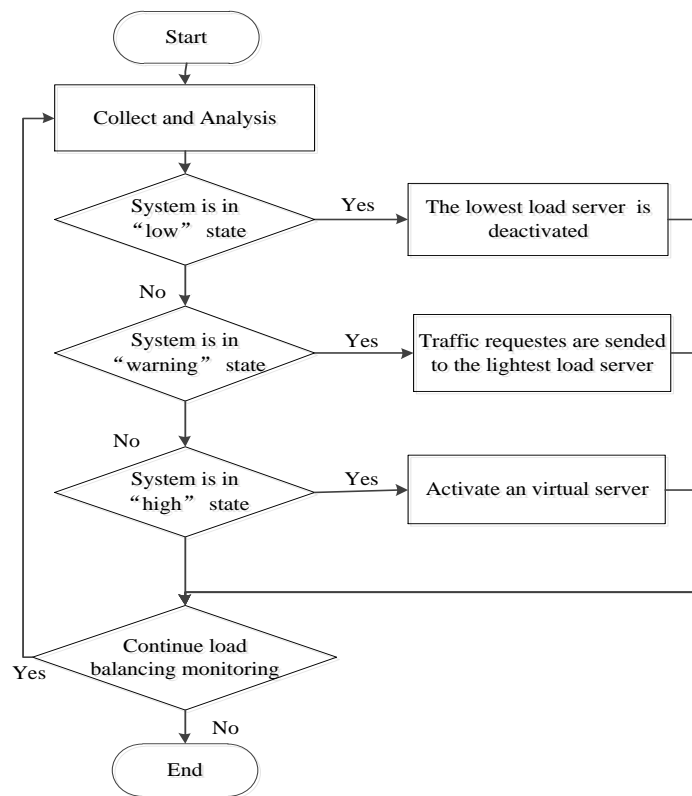 Start
Collect and Analysis
System is in
“low” state
Yes
The lowest load server is
deactivated
No
System is in
“warning” state
Yes
Traffic requestes are sended
to the lightest load server
No
System is in
“high” state
Yes
Activate an virtual server
Continue load
balancing monitoring
Yes
No
End